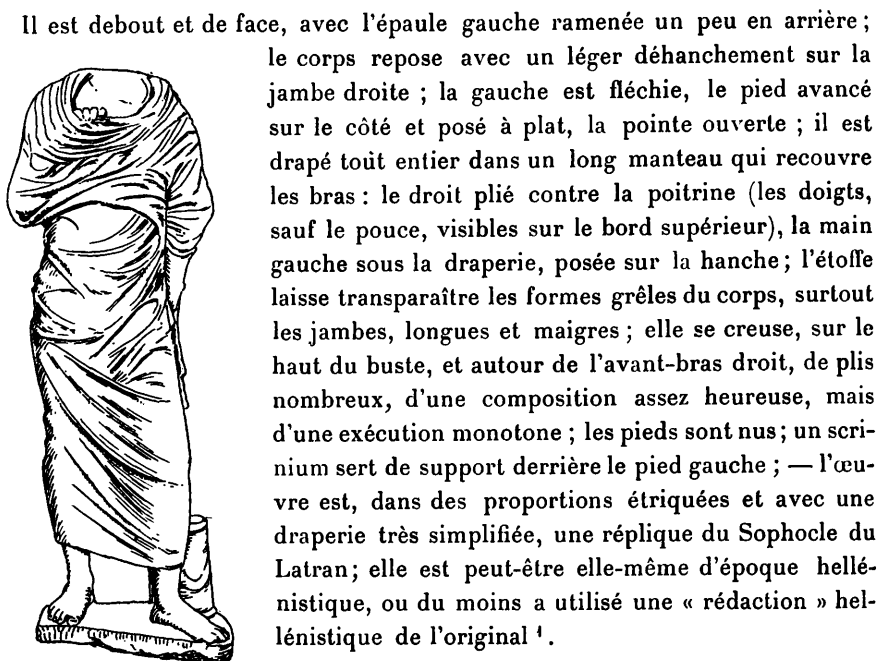 Il est debout et de face, avec l'épaule gauche ramenée un peu en arrière ;
le corps repose avec un léger déhanchement sur la
jambe droite ; la gauche est fléchie, le pied avancé
sur le côté et posé à plat, la pointe ouverte ; il est
drapé tout entier dans un long manteau qui recouvre
les bras : le droit plié contre la poitrine (les doigts,
sauf le pouce, visibles sur le bord supérieur), la main
gauche sous la draperie, posée sur la hanche ; l'étoffe
laisse transparaître les formes grêles du corps, surtout
les jambes, longues et maigres ; elle se creuse, sur le
haut du buste, et autour de l'avant-bras droit, de plis
nombreux, d'une composition assez heureuse, mais
d'une exécution monotone ; les pieds sont nus ; un scri-
nium sert de support derrière le pied gauche ; — l'œu-
vre est, dans des proportions étriquées et avec une
draperie très simplifiée, une réplique du Sophocle du
Latran ; elle est peut-être elle-même d'époque hellé-
nistique, ou du moins a utilisé une « rédaction » hel-
lénistique de l'original ¹.